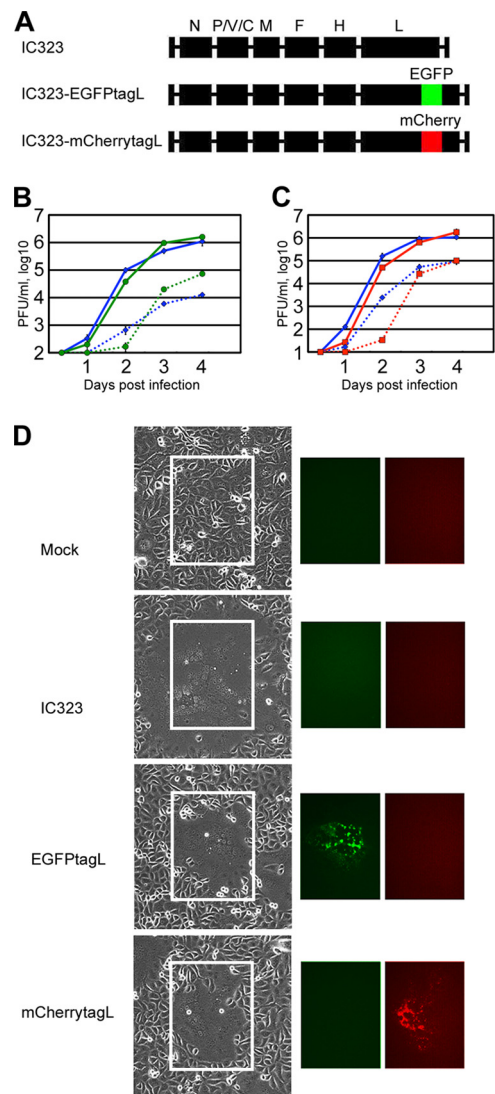 A
N P/V/C M F H L
IC323
EGFP
IC323-EGFPtagL
mCherry
IC323-mCherrytagL
B
PFU/ml, log10
7
6
5
4
3
2
1 2 3 4
Days post infection
C
PFU/ml, log10
7
6
5
4
3
2
1
1 2 3 4
Days post infection
D
Mock
IC323
EGFPtagL
mCherrytagL